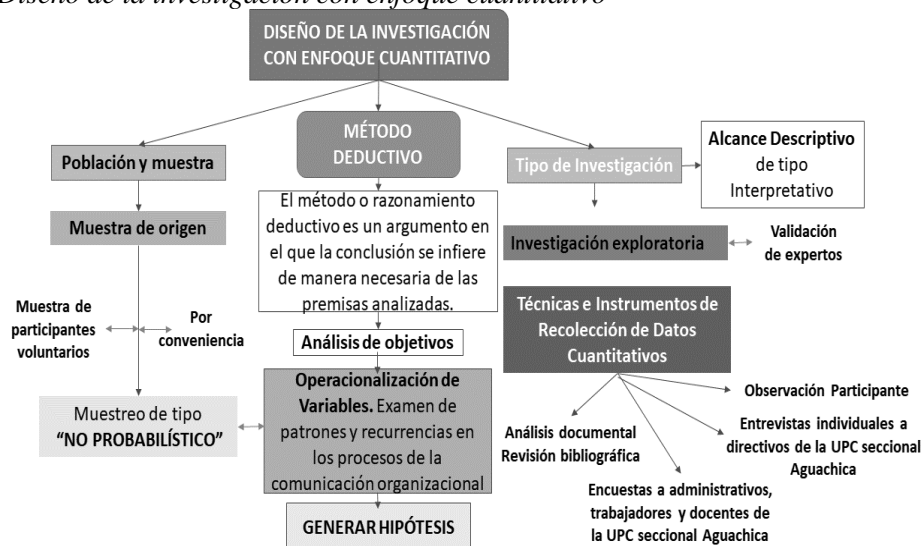 Diseño de la investigación con enfoque cuantitativo
DISEÑO DE LA INVESTIGACIÓN
CON ENFOQUE CUANTITATIVO
Población y muestra
Muestra de origen
Muestra de
participantes
voluntarios
Por
conveniencia
Muestreo de tipo
“NO PROBABILÍSTICO”
MÉTODO
DEDUCTIVO
El método o razonamiento
deductivo es un argumento en
el que la conclusión se infiere
de manera necesaria de las
premisas analizadas.
Análisis de objetivos
Operacionalización de
Variables. Examen de
patrones y recurrencias en
los procesos de la
comunicación organizacional
GENERAR HIPÓTESIS
Tipo de Investigación
Alcance Descriptivo
de tipo
Interpretativo
Investigación exploratoria
Validación
de expertos
Técnicas e Instrumentos de
Recolección de Datos
Cuantitativos
Observación Participante
Entrevistas individuales a
directivos de la UPC seccional
Aguachica
Análisis documental
Revisión bibliográfica
Encuestas a administrativos,
trabajadores y docentes de
la UPC seccional Aguachica